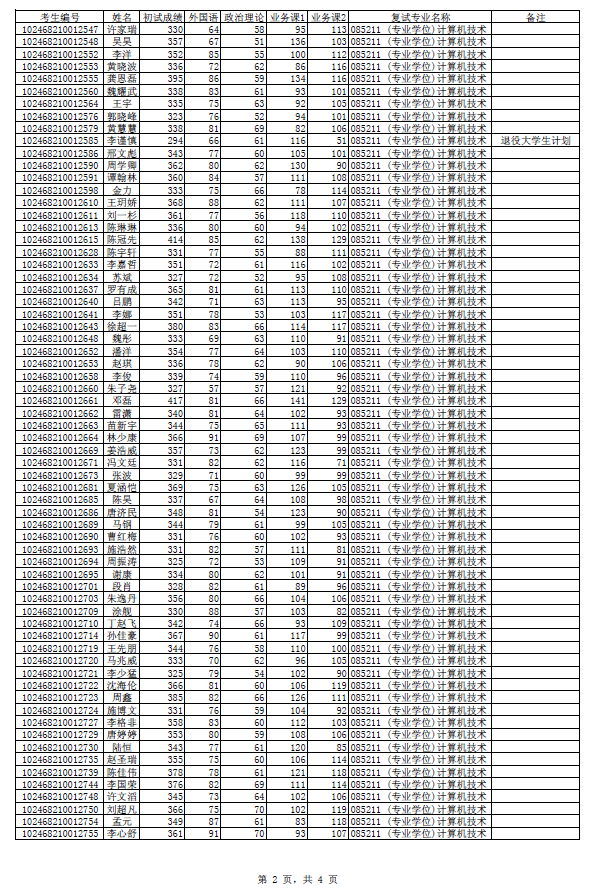 考生编号 姓名 初试成绩 外国语 政治理论 业务课1 业务课2 复试专业名称 备注
102468210012547 许家瑞 330 64 58 95 113 085211 (专业学位)计算机技术
102468210012548 吴昊 357 67 51 136 103 085211 (专业学位)计算机技术
102468210012552 李洋 352 85 55 100 112 085211 (专业学位)计算机技术
102468210012553 黄晓波 336 72 62 86 116 085211 (专业学位)计算机技术
102468210012555 龚恩磊 395 86 59 134 116 085211 (专业学位)计算机技术
102468210012560 魏耀武 338 83 61 93 101 085211 (专业学位)计算机技术
102468210012564 王宇 335 75 63 92 105 085211 (专业学位)计算机技术
102468210012576 郭晓峰 323 76 52 94 101 085211 (专业学位)计算机技术
102468210012579 黄慧慧 338 81 69 82 106 085211 (专业学位)计算机技术
102468210012585 李谨慎 294 66 61 116 51 085211 (专业学位)计算机技术 退役大学生计划
102468210012586 邢文彪 343 77 60 105 101 085211 (专业学位)计算机技术
102468210012590 周学卿 362 80 62 130 90 085211 (专业学位)计算机技术
102468210012591 谭翰林 360 84 57 111 108 085211 (专业学位)计算机技术
102468210012598 金力 333 75 66 78 114 085211 (专业学位)计算机技术
102468210012610 王玥娇 368 88 62 111 107 085211 (专业学位)计算机技术
102468210012611 刘一杉 361 77 56 118 110 085211 (专业学位)计算机技术
102468210012613 陈琳琳 336 80 60 94 102 085211 (专业学位)计算机技术
102468210012615 陈冠先 414 85 62 138 129 085211 (专业学位)计算机技术
102468210012628 陈宇轩 331 77 55 88 111 085211 (专业学位)计算机技术
102468210012633 李嘉哲 351 72 61 116 102 085211 (专业学位)计算机技术
102468210012634 苏斌 327 72 52 95 108 085211 (专业学位)计算机技术
102468210012637 罗有成 365 81 61 113 110 085211 (专业学位)计算机技术
102468210012640 吕鹏 342 71 63 113 95 085211 (专业学位)计算机技术
102468210012641 李娜 351 78 53 103 117 085211 (专业学位)计算机技术
102468210012643 徐超一 380 83 66 114 117 085211 (专业学位)计算机技术
102468210012648 魏彤 333 69 63 110 91 085211 (专业学位)计算机技术
102468210012652 潘洋 354 77 64 103 110 085211 (专业学位)计算机技术
102468210012653 赵琪 336 78 62 90 106 085211 (专业学位)计算机技术
102468210012658 李俊 339 74 59 110 96 085211 (专业学位)计算机技术
102468210012660 朱子尧 327 57 57 121 92 085211 (专业学位)计算机技术
102468210012661 邓磊 417 81 66 141 129 085211 (专业学位)计算机技术
102468210012662 雷潇 340 81 64 102 93 085211 (专业学位)计算机技术
102468210012663 苗新宇 344 75 65 111 93 085211 (专业学位)计算机技术
102468210012664 林少康 366 91 69 107 99 085211 (专业学位)计算机技术
102468210012669 姜浩威 357 73 62 123 99 085211 (专业学位)计算机技术
102468210012671 冯文廷 331 82 62 116 71 085211 (专业学位)计算机技术
102468210012673 张波 329 71 60 99 99 085211 (专业学位)计算机技术
102468210012681 夏涵恺 369 75 63 126 105 085211 (专业学位)计算机技术
102468210012685 陈昊 337 67 64 108 98 085211 (专业学位)计算机技术
102468210012686 唐济民 348 81 54 123 90 085211 (专业学位)计算机技术
102468210012689 马钢 344 79 61 99 105 085211 (专业学位)计算机技术
102468210012690 曹红梅 331 76 60 102 93 085211 (专业学位)计算机技术
102468210012693 施浩然 331 82 57 111 81 085211 (专业学位)计算机技术
102468210012694 周振涛 325 72 53 109 91 085211 (专业学位)计算机技术
102468210012695 谢康 334 80 62 101 91 085211 (专业学位)计算机技术
102468210012701 段肖 328 82 61 89 96 085211 (专业学位)计算机技术
102468210012703 朱逸丹 356 80 66 104 106 085211 (专业学位)计算机技术
102468210012709 涂舰 330 88 57 103 82 085211 (专业学位)计算机技术
102468210012710 丁赵飞 342 74 66 93 109 085211 (专业学位)计算机技术
102468210012714 孙佳豪 367 90 61 117 99 085211 (专业学位)计算机技术
102468210012719 王先朋 344 76 58 110 100 085211 (专业学位)计算机技术
102468210012720 马兆威 333 70 62 96 105 085211 (专业学位)计算机技术
102468210012721 李少猛 325 79 54 102 90 085211 (专业学位)计算机技术
102468210012722 沈海伦 366 81 60 106 119 085211 (专业学位)计算机技术
102468210012723 周鑫 385 82 66 126 111 085211 (专业学位)计算机技术
102468210012724 施博文 331 76 59 104 92 085211 (专业学位)计算机技术
102468210012727 李格非 358 83 60 112 103 085211 (专业学位)计算机技术
102468210012729 唐婷婷 353 80 59 108 106 085211 (专业学位)计算机技术
102468210012730 陆恒 343 77 61 120 85 085211 (专业学位)计算机技术
102468210012735 赵圣瑞 355 75 60 106 114 085211 (专业学位)计算机技术
102468210012739 陈佳伟 378 78 61 121 118 085211 (专业学位)计算机技术
102468210012744 李国荣 376 82 69 111 114 085211 (专业学位)计算机技术
102468210012748 许文滔 345 73 64 102 106 085211 (专业学位)计算机技术
102468210012750 刘超凡 366 75 70 102 119 085211 (专业学位)计算机技术
102468210012754 孟元 349 87 61 83 118 085211 (专业学位)计算机技术
102468210012755 李心舒 361 91 70 93 107 085211 (专业学位)计算机技术
第 2 页，共 4 页